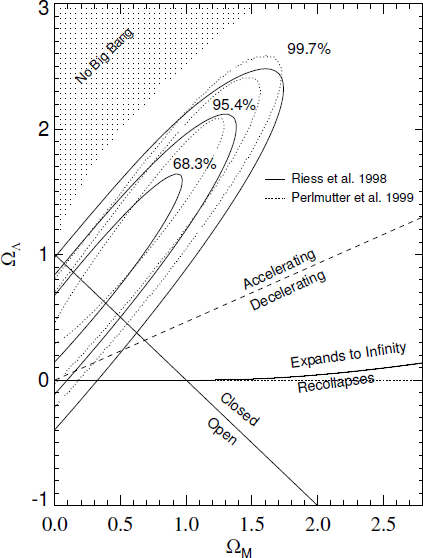 3
No Big Bang
99.7%
95.4%
2
68.3%
Riess et al. 1998
Perlmutter et al. 1999
1
Ω_Λ
Accelerating
Decelerating
Expands to Infinity
0
Recollapses
Closed
Open
-1
0.0 0.5 1.0 1.5 2.0 2.5
Ω_M